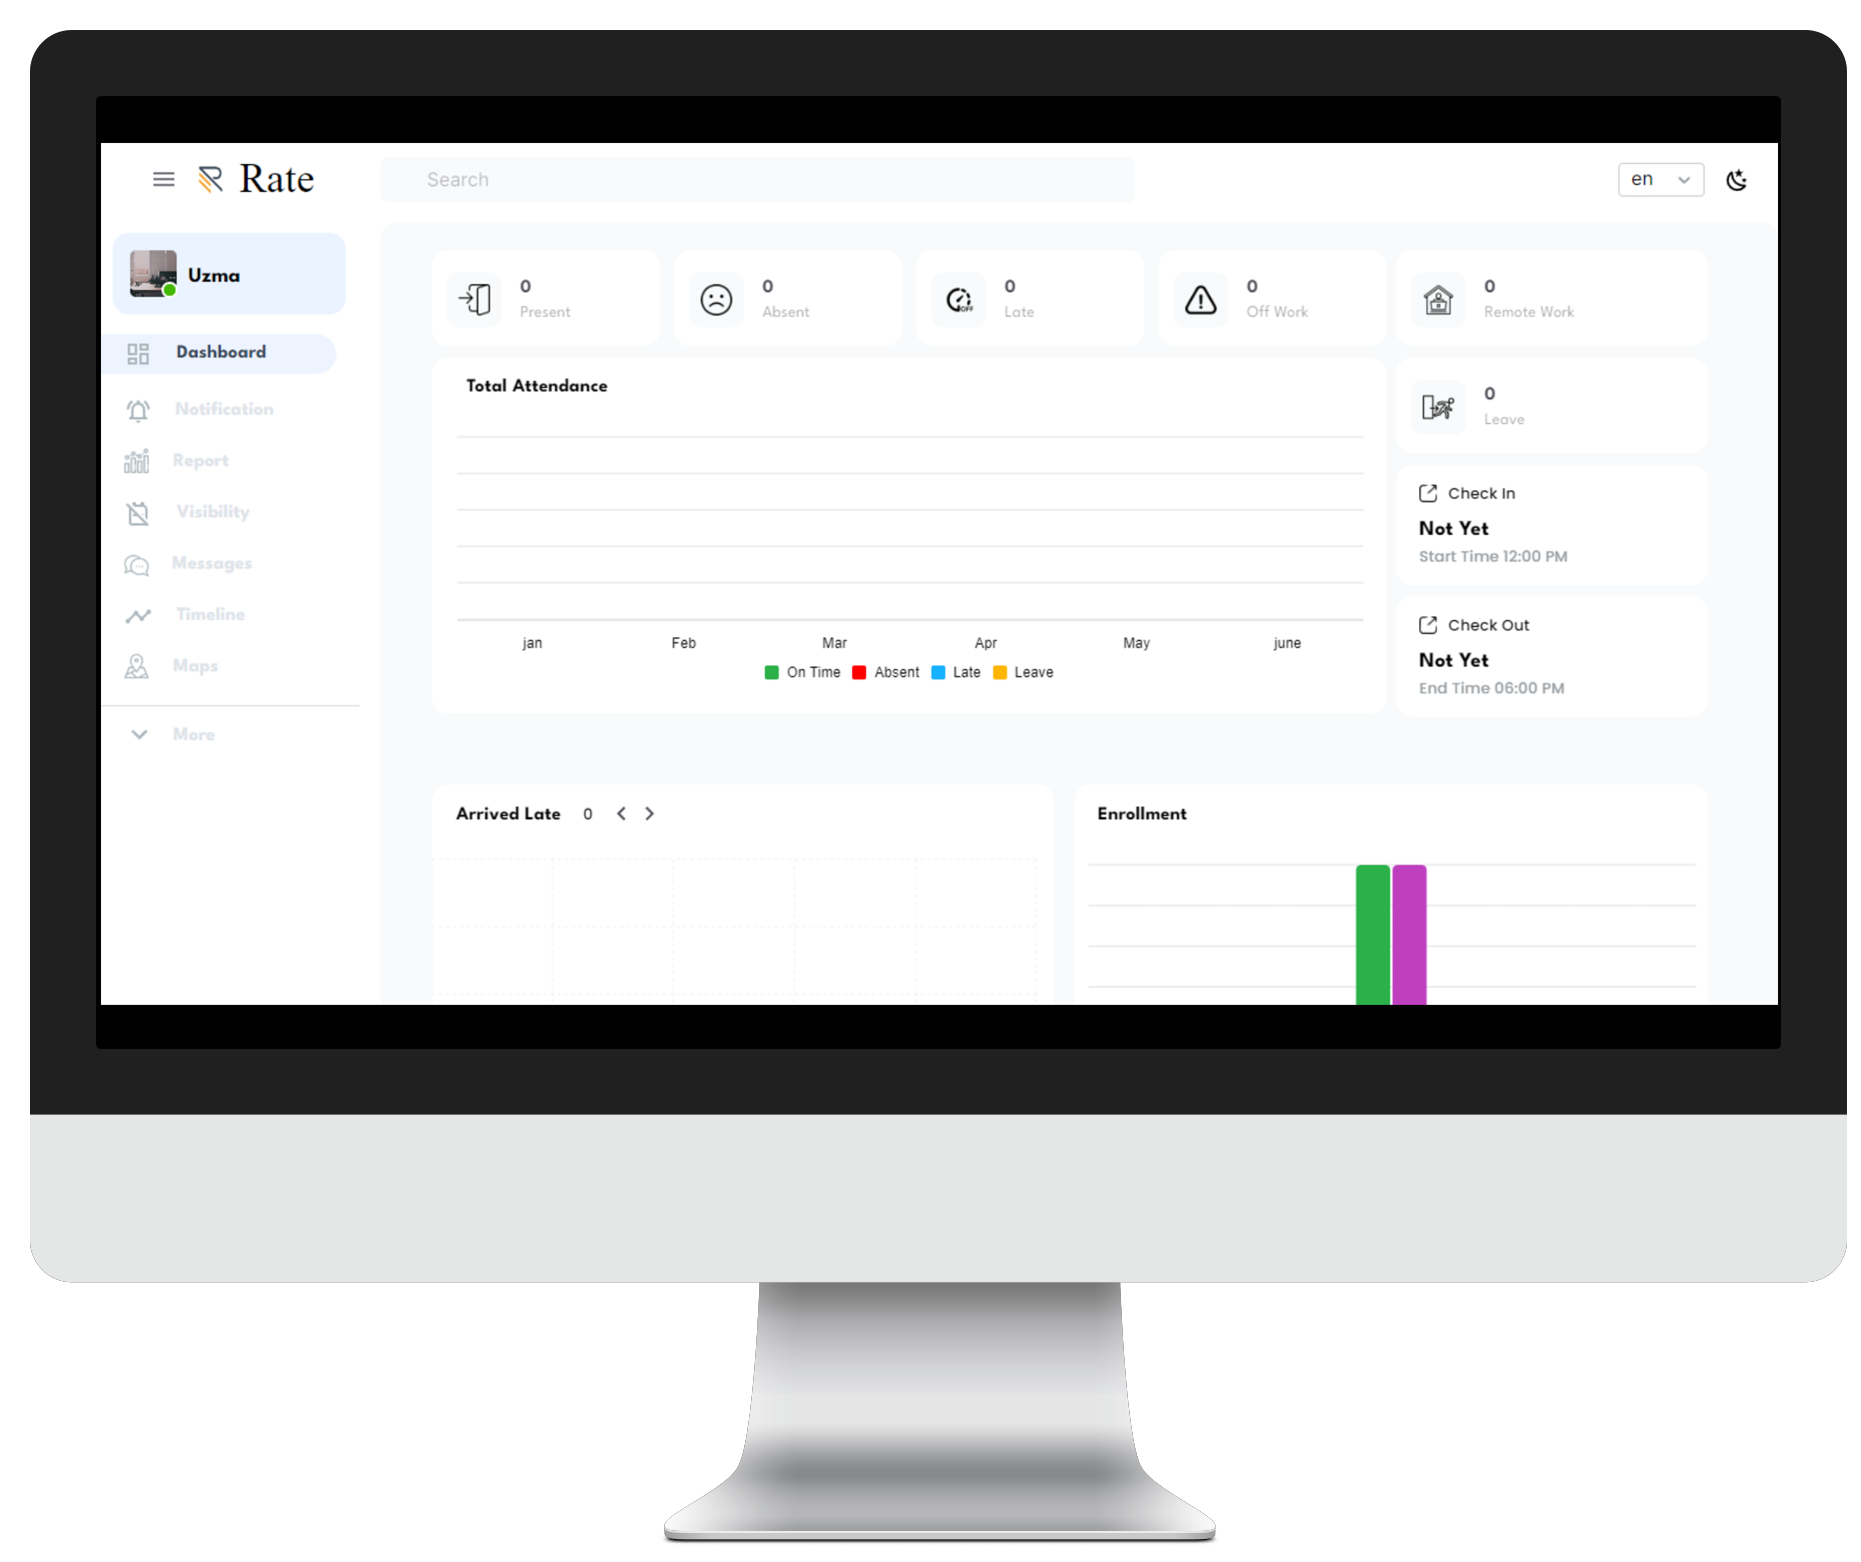 Rate
Search
en
Uzma
Dashboard
Notification
Report
Visibility
Messages
Timeline
Maps
More
0
Present
0
Absent
0
Late
0
Off Work
0
Remote Work
Total Attendance
jan Feb Mar Apr May june
On Time Absent Late Leave
0
Leave
Check In
Not Yet
Start Time 12:00 PM
Check Out
Not Yet
End Time 06:00 PM
Arrived Late 0
Enrollment